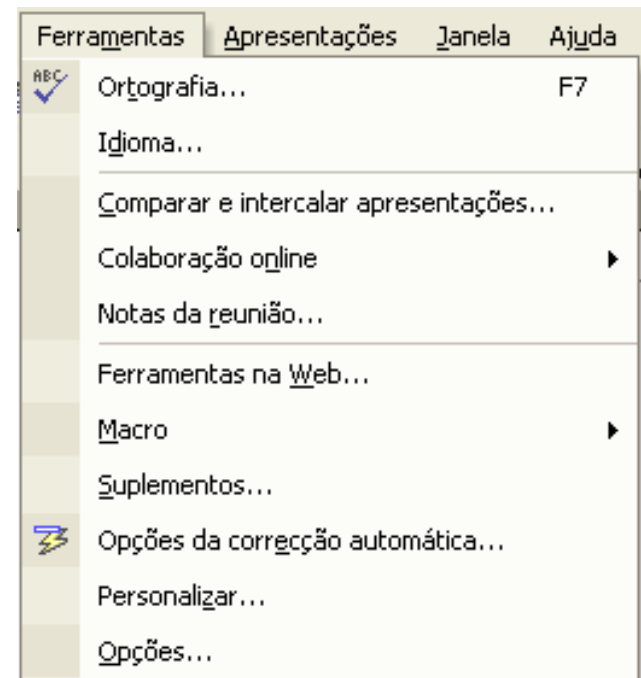 Ferramentas Apresentações Janela Ajuda
ABC Ortografia... F7
Idioma...
Comparar e intercalar apresentações...
Colaboração online
Notas da reunião...
Ferramentas na Web...
Macro
Suplementos...
Opções da correcção automática...
Personalizar...
Opções...